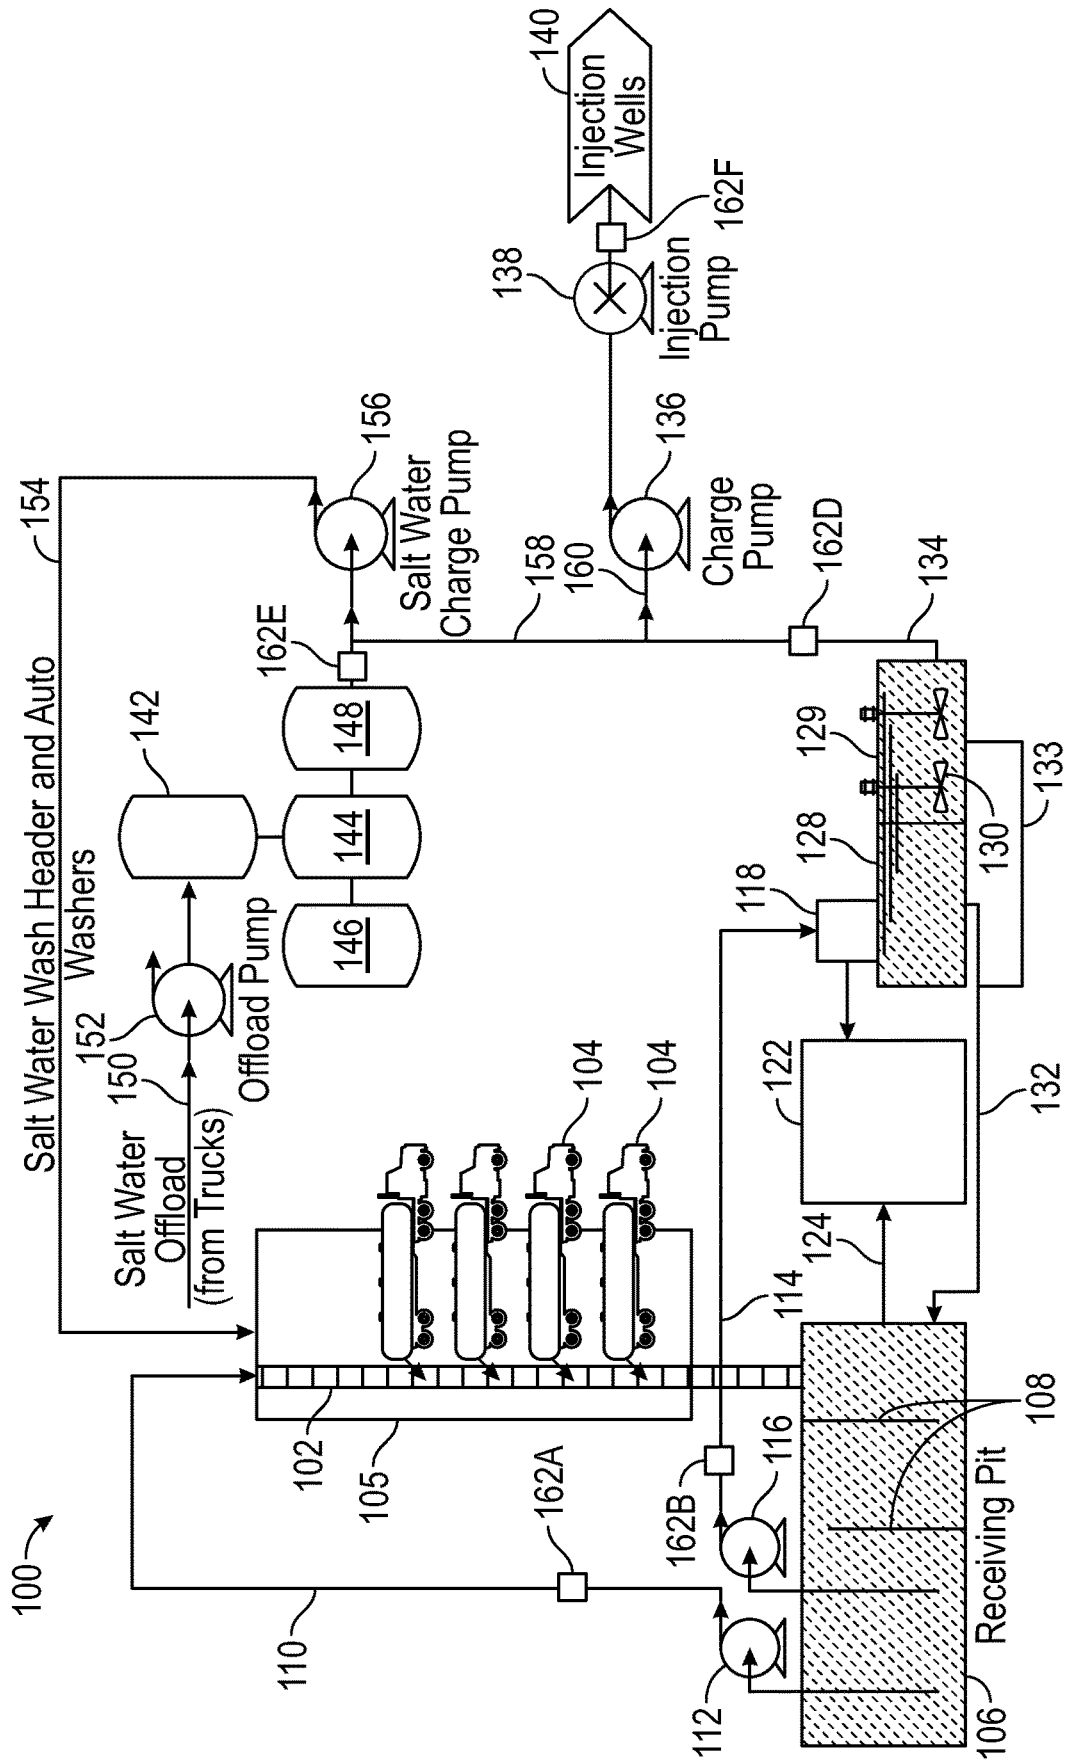 100
154
Salt Water Wash Header and Auto
Washers
142
152
150
Offload Pump
Salt Water
Offload
(from Trucks)
146
144
148
162E
156
Salt Water
Charge Pump
140
Injection
Wells
162F
138
Injection
Pump
136
Charge
Pump
160
158
162D
134
110
162A
105
102
104
104
114
162B
116
112
106
Receiving Pit
108
124
122
132
118
128
129
130
133